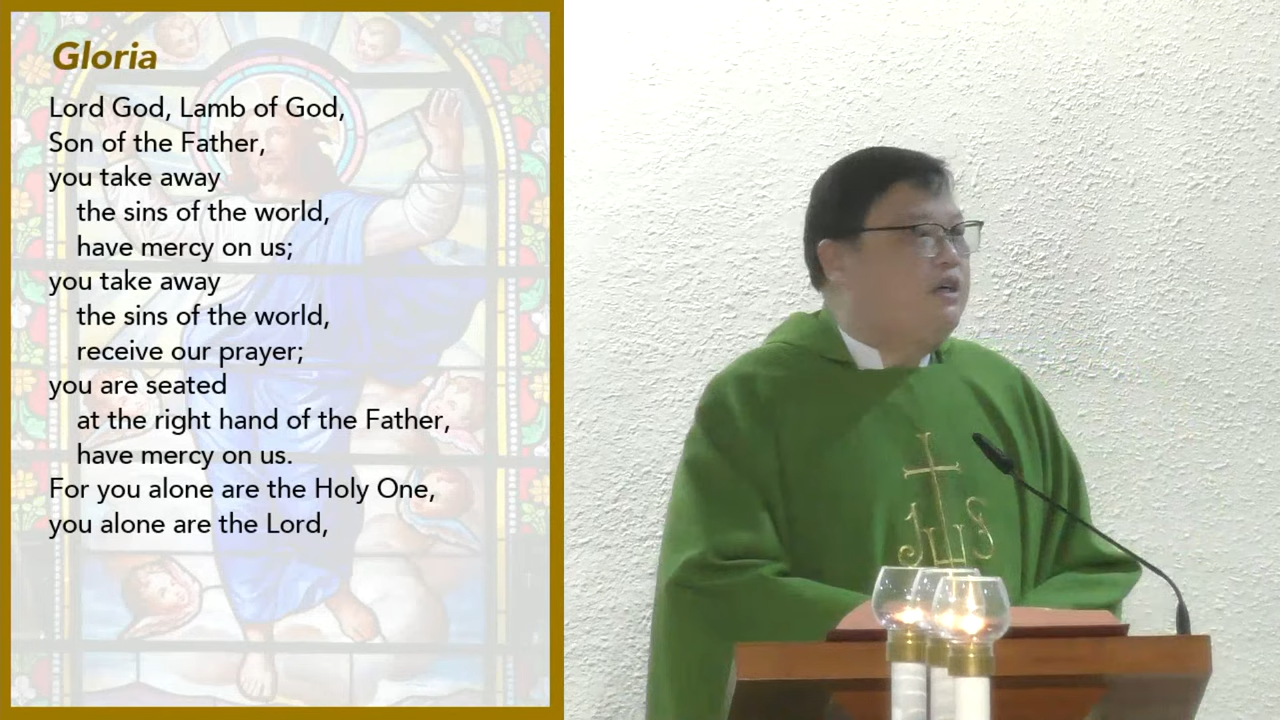 Gloria
Lord God, Lamb of God,
Son of the Father,
you take away
the sins of the world,
have mercy on us;
you take away
the sins of the world,
receive our prayer;
you are seated
at the right hand of the Father,
have mercy on us.
For you alone are the Holy One,
you alone are the Lord,
IHS